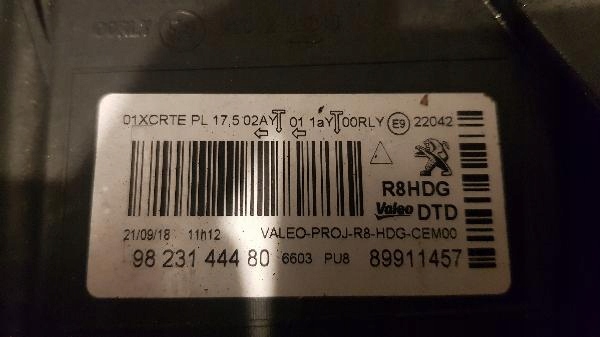 01XCRTE PL 17,5 02AY 01 1aY 00RLY E9 22042
R8HDG
Valeo DTD
21/09/18 11h12 VALEO-PROJ-R8-HDG-CEM00
98 231 444 80 6603 PU8 89911457